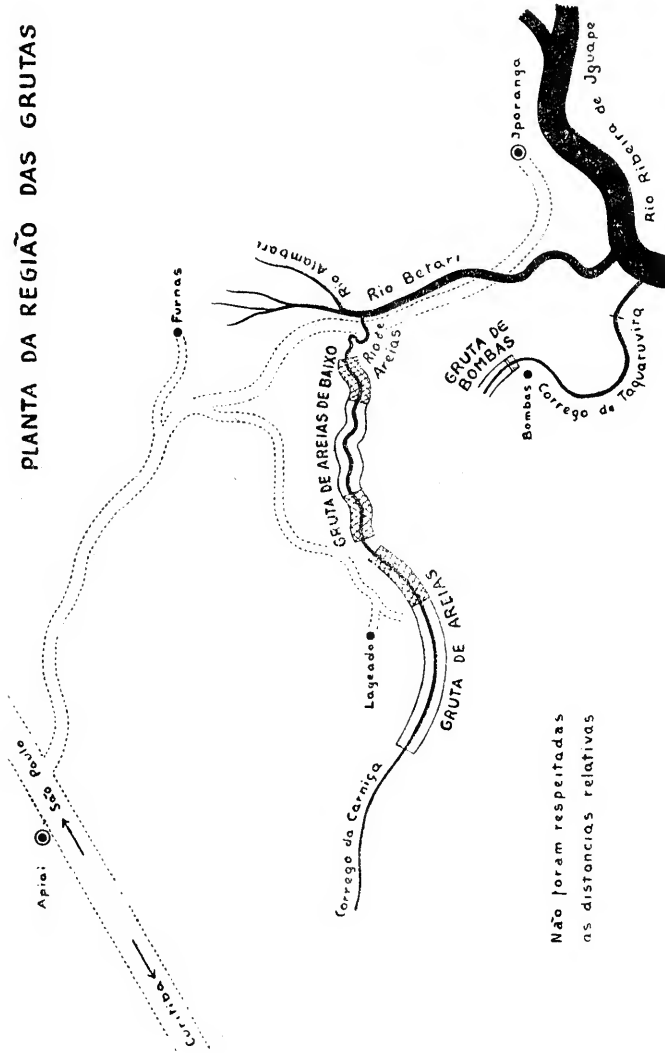 PLANTA DA REGIÃO DAS GRUTAS
Apiaí
São Paulo
Curitiba
Furnas
Rio Alambari
Rio Betari
Iporanga
Rio Ribeira de Iguape
Rio de
Areias
GRUTA DE AREIAS DE BAIXO
GRUTA DE
BOMBAS
Bombas
Corrego de Taquaruvira
Lageado
GRUTA DE AREIAS
Corrego da Carniça
Não foram respeitadas
as distancias relativas